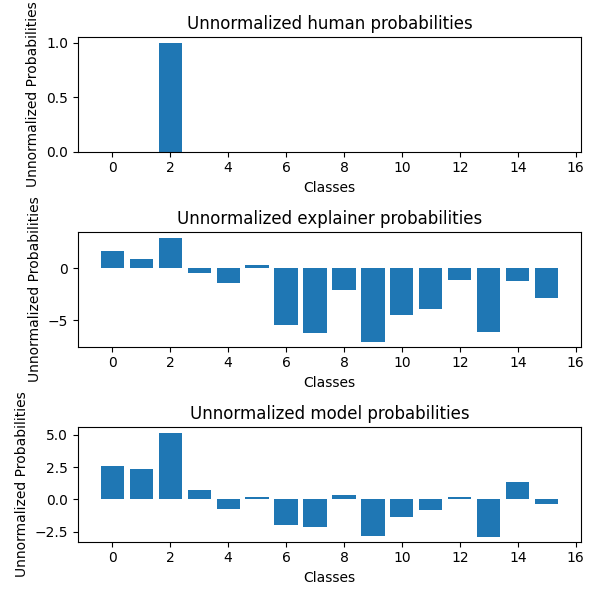 Unnormalized human probabilities
Unnormalized Probabilities
1.0
0.5
0.0
0 2 4 6 8 10 12 14 16
Classes
Unnormalized explainer probabilities
Unnormalized Probabilities
0
−5
0 2 4 6 8 10 12 14 16
Classes
Unnormalized model probabilities
Unnormalized Probabilities
5.0
2.5
0.0
−2.5
0 2 4 6 8 10 12 14 16
Classes